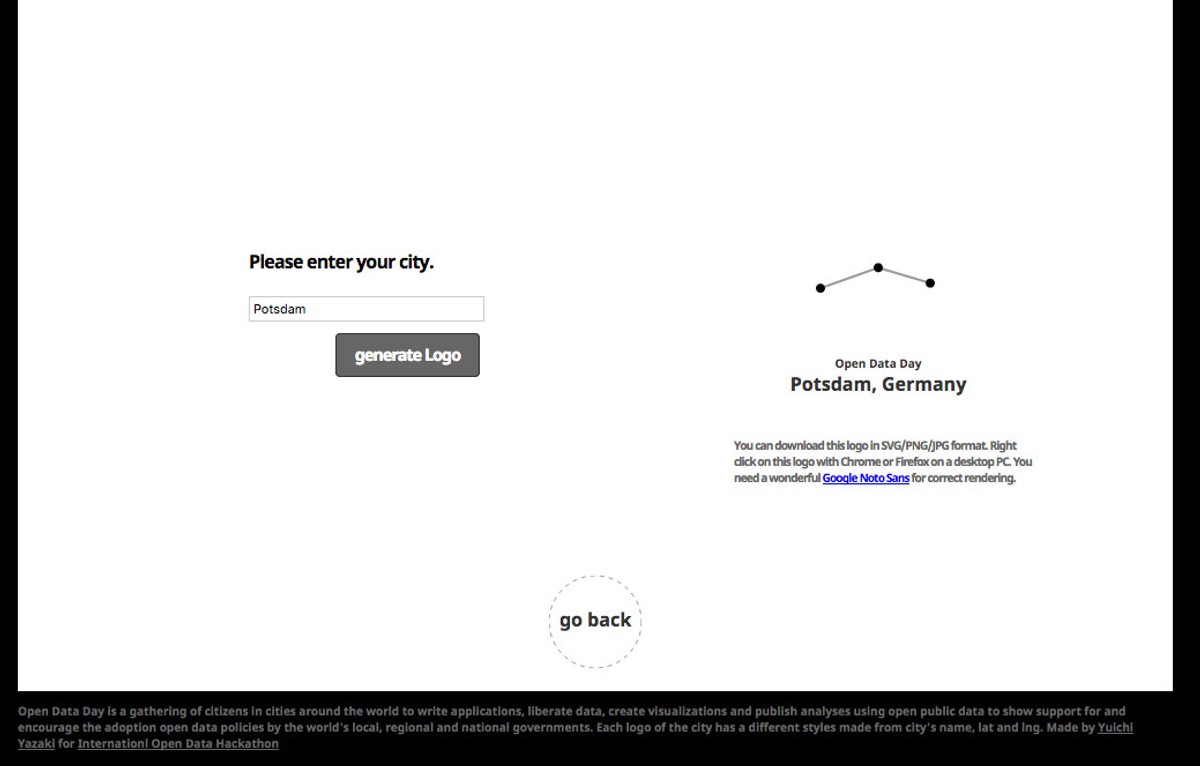 Please enter your city.
Potsdam
generate Logo
Open Data Day
Potsdam, Germany
You can download this logo in SVG/PNG/JPG format. Right
click on this logo with Chrome or Firefox on a desktop PC. You
need a wonderful Google Noto Sans for correct rendering.
go back
Open Data Day is a gathering of citizens in cities around the world to write applications, liberate data, create visualizations and publish analyses using open public data to show support for and
encourage the adoption open data policies by the world's local, regional and national governments. Each logo of the city has a different styles made from city's name, lat and lng. Made by Yuichi
Yazaki for Internationl Open Data Hackathon